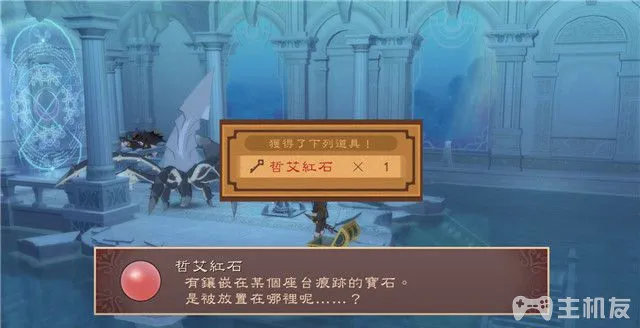 獲得了下列道具！
哲艾紅石 × 1
哲艾紅石
有鑲嵌在某個座台痕跡的寶石。
是被放置在哪裡呢……？
主机友